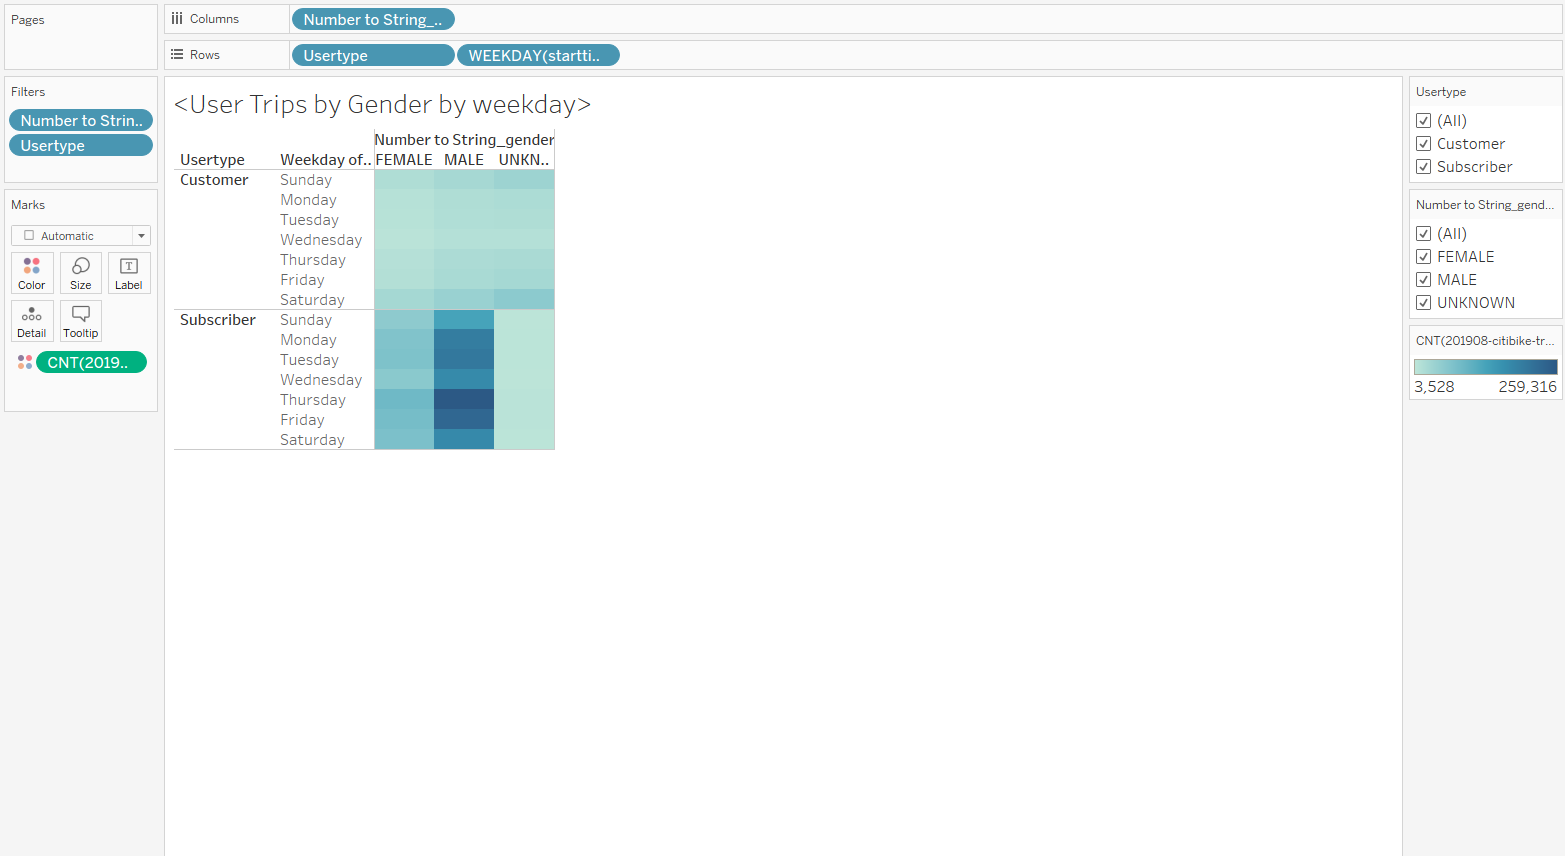 Pages
Columns
Number to String_..
Rows
Usertype
WEEKDAY(startti..
Filters
Number to Strin..
Usertype
Marks
Automatic
Color
Size
T
Label
Detail
Tooltip
CNT(2019..
<User Trips by Gender by weekday>
Number to String_gender
Usertype
Weekday of..
FEMALE
MALE
UNKN..
Customer
Sunday
Monday
Tuesday
Wednesday
Thursday
Friday
Saturday
Subscriber
Sunday
Monday
Tuesday
Wednesday
Thursday
Friday
Saturday
Usertype
(All)
Customer
Subscriber
Number to String_gend...
(All)
FEMALE
MALE
UNKNOWN
CNT(201908-citibike-tr...
3,528
259,316